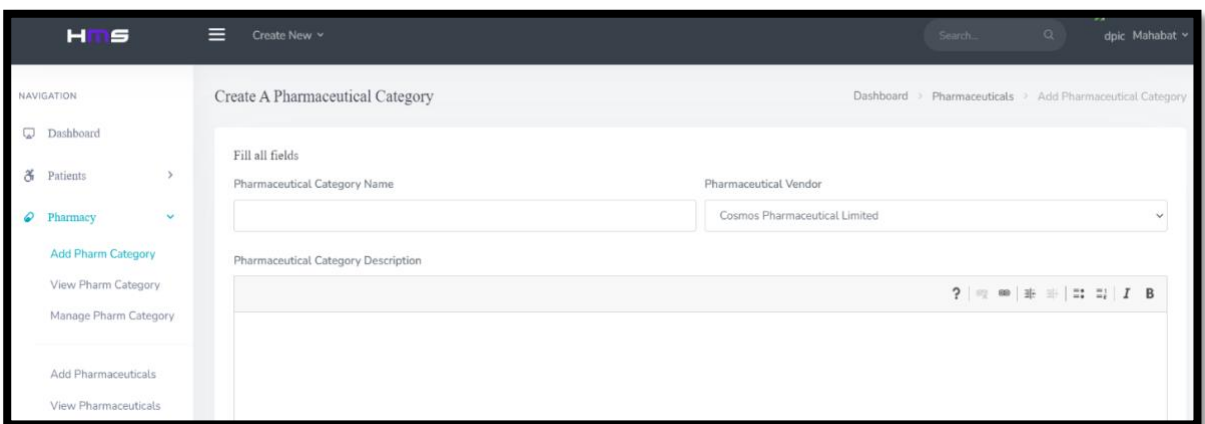 HMS
Create New
Search...
dpic Mahabat
NAVIGATION
Dashboard
Patients
Pharmacy
Add Pharm Category
View Pharm Category
Manage Pharm Category
Add Pharmaceuticals
View Pharmaceuticals
Create A Pharmaceutical Category
Dashboard > Pharmaceuticals > Add Pharmaceutical Category
Fill all fields
Pharmaceutical Category Name
Pharmaceutical Vendor
Cosmos Pharmaceutical Limited
Pharmaceutical Category Description
? I B